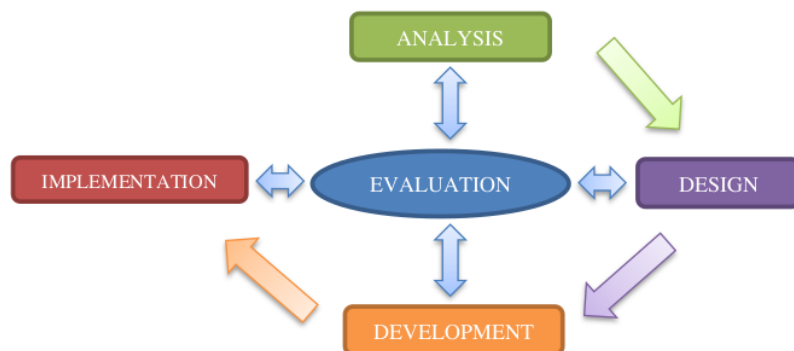 ANALYSIS
IMPLEMENTATION
EVALUATION
DESIGN
DEVELOPMENT